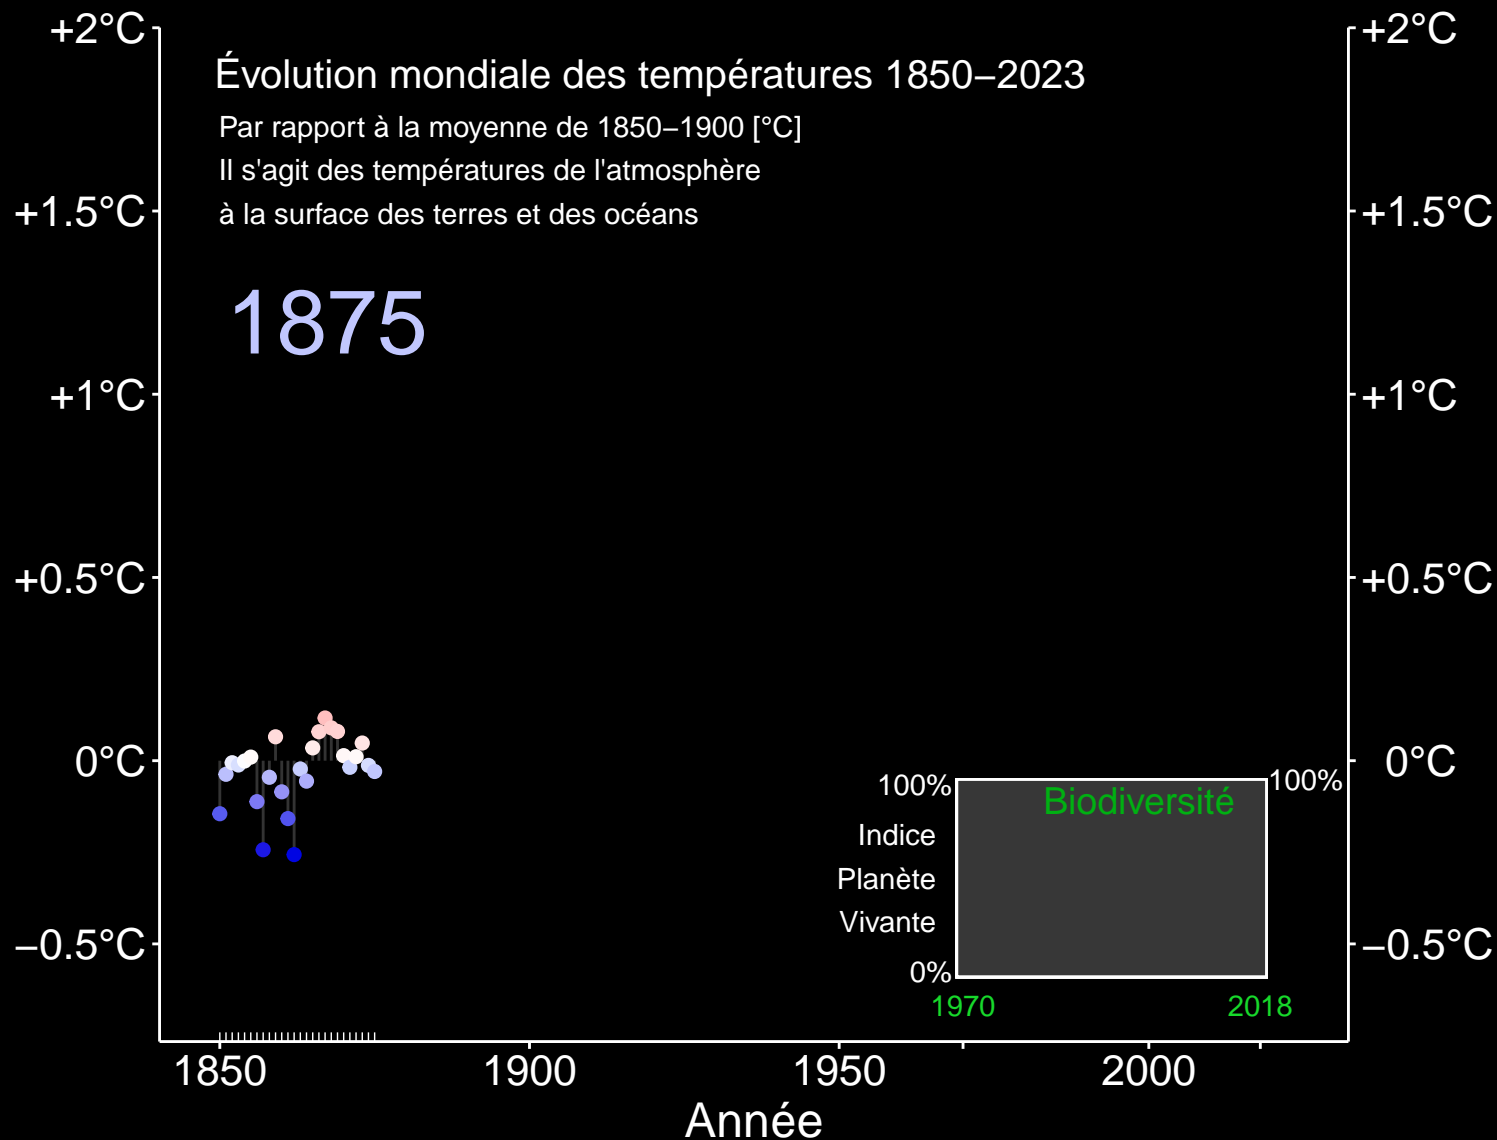 +2°C
+2°C
Évolution mondiale des températures 1850–2023
Par rapport à la moyenne de 1850–1900 [°C]
Il s'agit des températures de l'atmosphère
à la surface des terres et des océans
+1.5°C
+1.5°C
1875
+1°C
+1°C
+0.5°C
+0.5°C
0°C
0°C
100%
100%
Biodiversité
Indice
Planète
Vivante
–0.5°C
–0.5°C
0%
1970
2018
1850
1900
1950
2000
Année